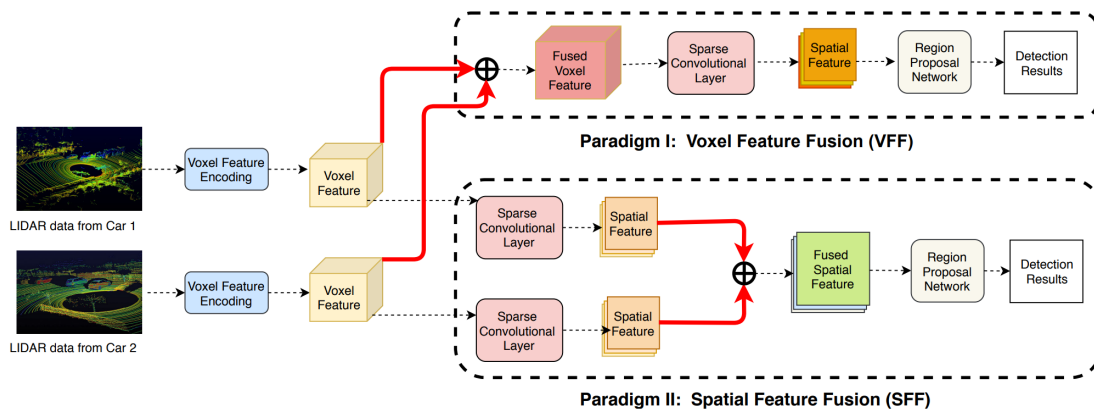 Fused
Voxel
Feature
Sparse
Convolutional
Layer
Spatial
Feature
Region
Proposal
Network
Detection
Results
Paradigm I: Voxel Feature Fusion (VFF)
Voxel Feature
Encoding
Voxel
Feature
LIDAR data from Car 1
Voxel Feature
Encoding
Voxel
Feature
LIDAR data from Car 2
Sparse
Convolutional
Layer
Spatial
Feature
Sparse
Convolutional
Layer
Spatial
Feature
Fused
Spatial
Feature
Region
Proposal
Network
Detection
Results
Paradigm II: Spatial Feature Fusion (SFF)